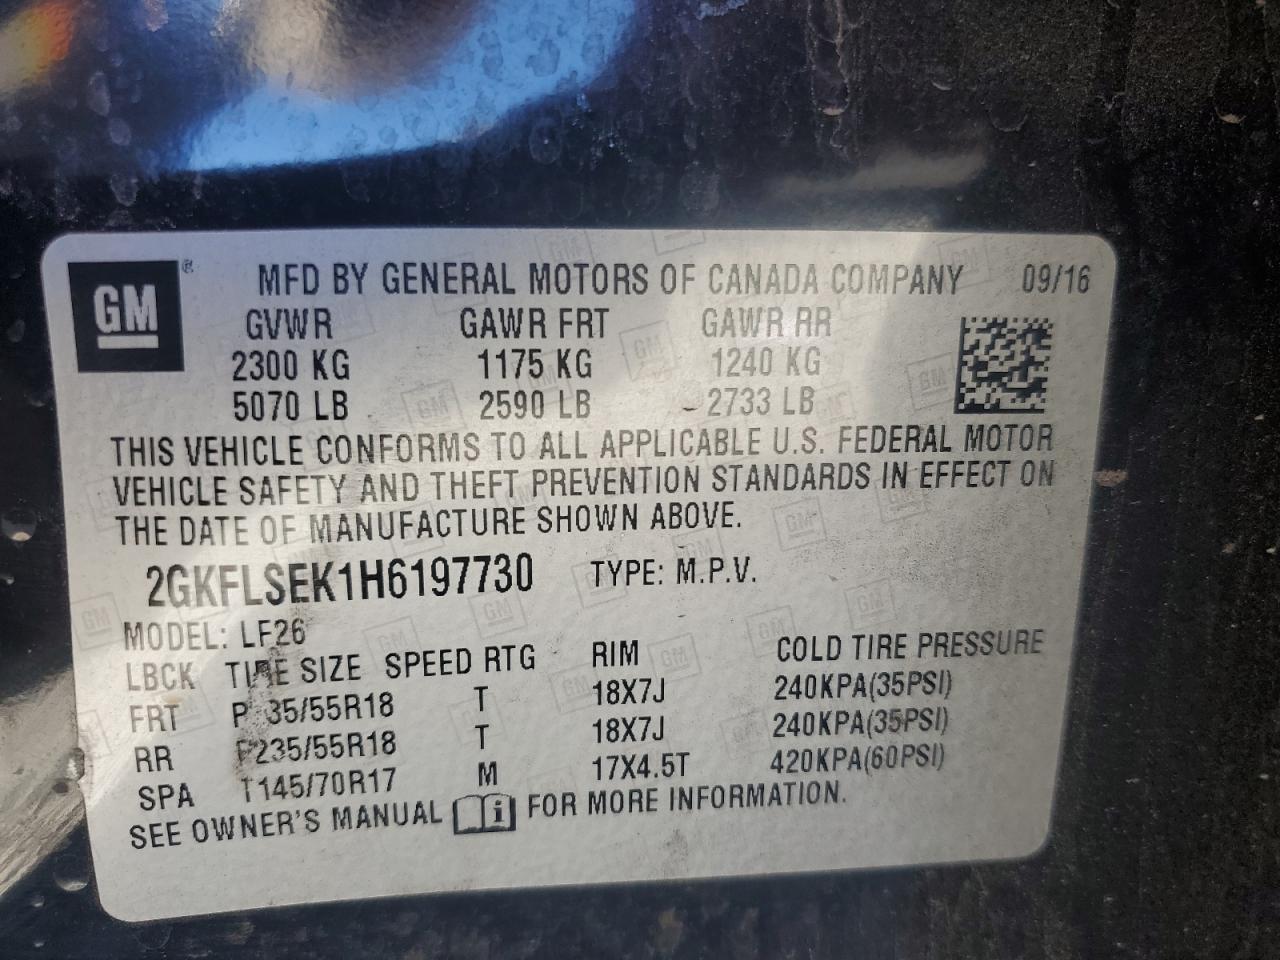 GM ® MFD BY GENERAL MOTORS OF CANADA COMPANY 09/16
GVWR GAWR FRT GAWR RR
2300 KG 1175 KG 1240 KG
5070 LB 2590 LB 2733 LB
THIS VEHICLE CONFORMS TO ALL APPLICABLE U.S. FEDERAL MOTOR
VEHICLE SAFETY AND THEFT PREVENTION STANDARDS IN EFFECT ON
THE DATE OF MANUFACTURE SHOWN ABOVE.
2GKFLSEK1H6197730 TYPE: M.P.V.
MODEL: LF26
LBCK TIRE SIZE SPEED RTG RIM COLD TIRE PRESSURE
FRT P235/55R18 T 18X7J 240KPA(35PSI)
RR P235/55R18 T 18X7J 240KPA(35PSI)
SPA T145/70R17 M 17X4.5T 420KPA(60PSI)
SEE OWNER'S MANUAL i FOR MORE INFORMATION.